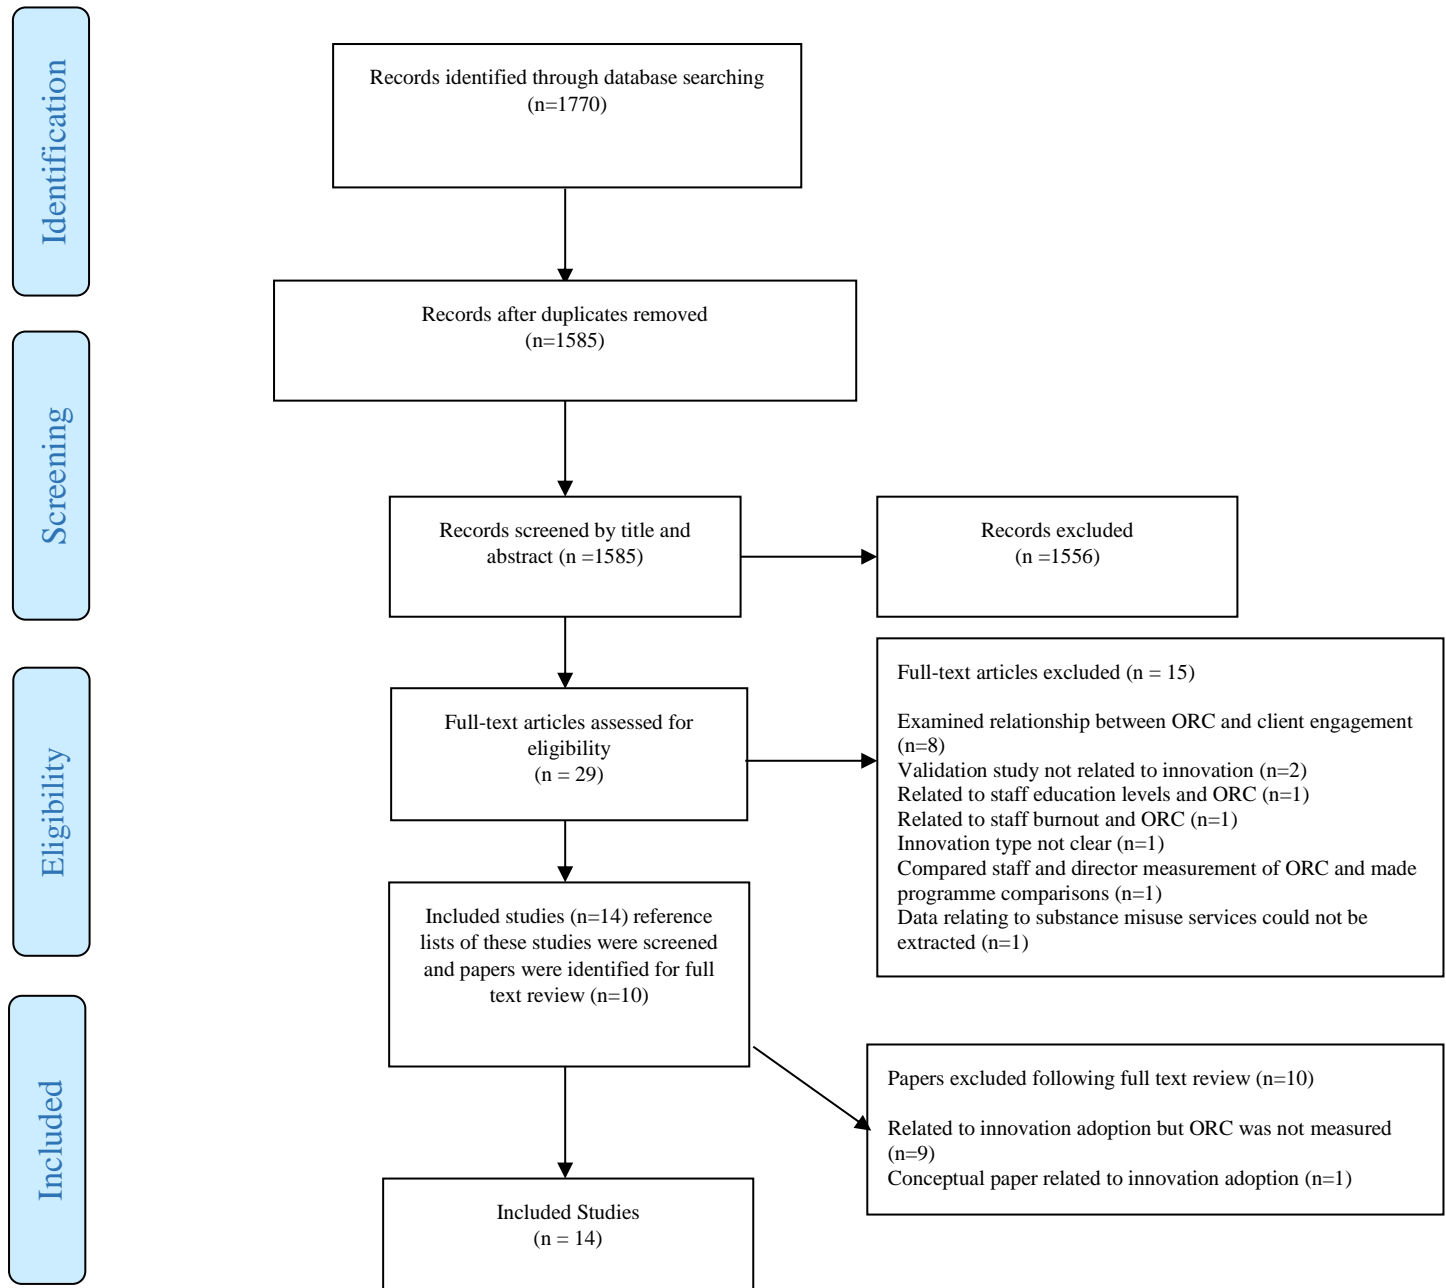 Identification
Records identified through database searching
(n=1770)
Records after duplicates removed
(n=1585)
Screening
Records screened by title and
abstract (n =1585)
Records excluded
(n =1556)
Eligibility
Full-text articles assessed for
eligibility
(n = 29)
Full-text articles excluded (n = 15)
Examined relationship between ORC and client engagement
(n=8)
Validation study not related to innovation (n=2)
Related to staff education levels and ORC (n=1)
Related to staff burnout and ORC (n=1)
Innovation type not clear (n=1)
Compared staff and director measurement of ORC and made
programme comparisons (n=1)
Data relating to substance misuse services could not be
extracted (n=1)
Included studies (n=14) reference
lists of these studies were screened
and papers were identified for full
text review (n=10)
Included
Papers excluded following full text review (n=10)
Related to innovation adoption but ORC was not measured
(n=9)
Conceptual paper related to innovation adoption (n=1)
Included Studies
(n = 14)